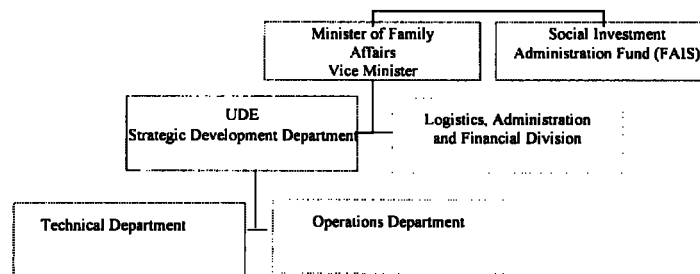 Minister of Family
Affairs
Vice Minister
Social Investment
Administration Fund (FAIS)
UDE
Strategic Development Department
Logistics, Administration
and Financial Division
Technical Department
Operations Department